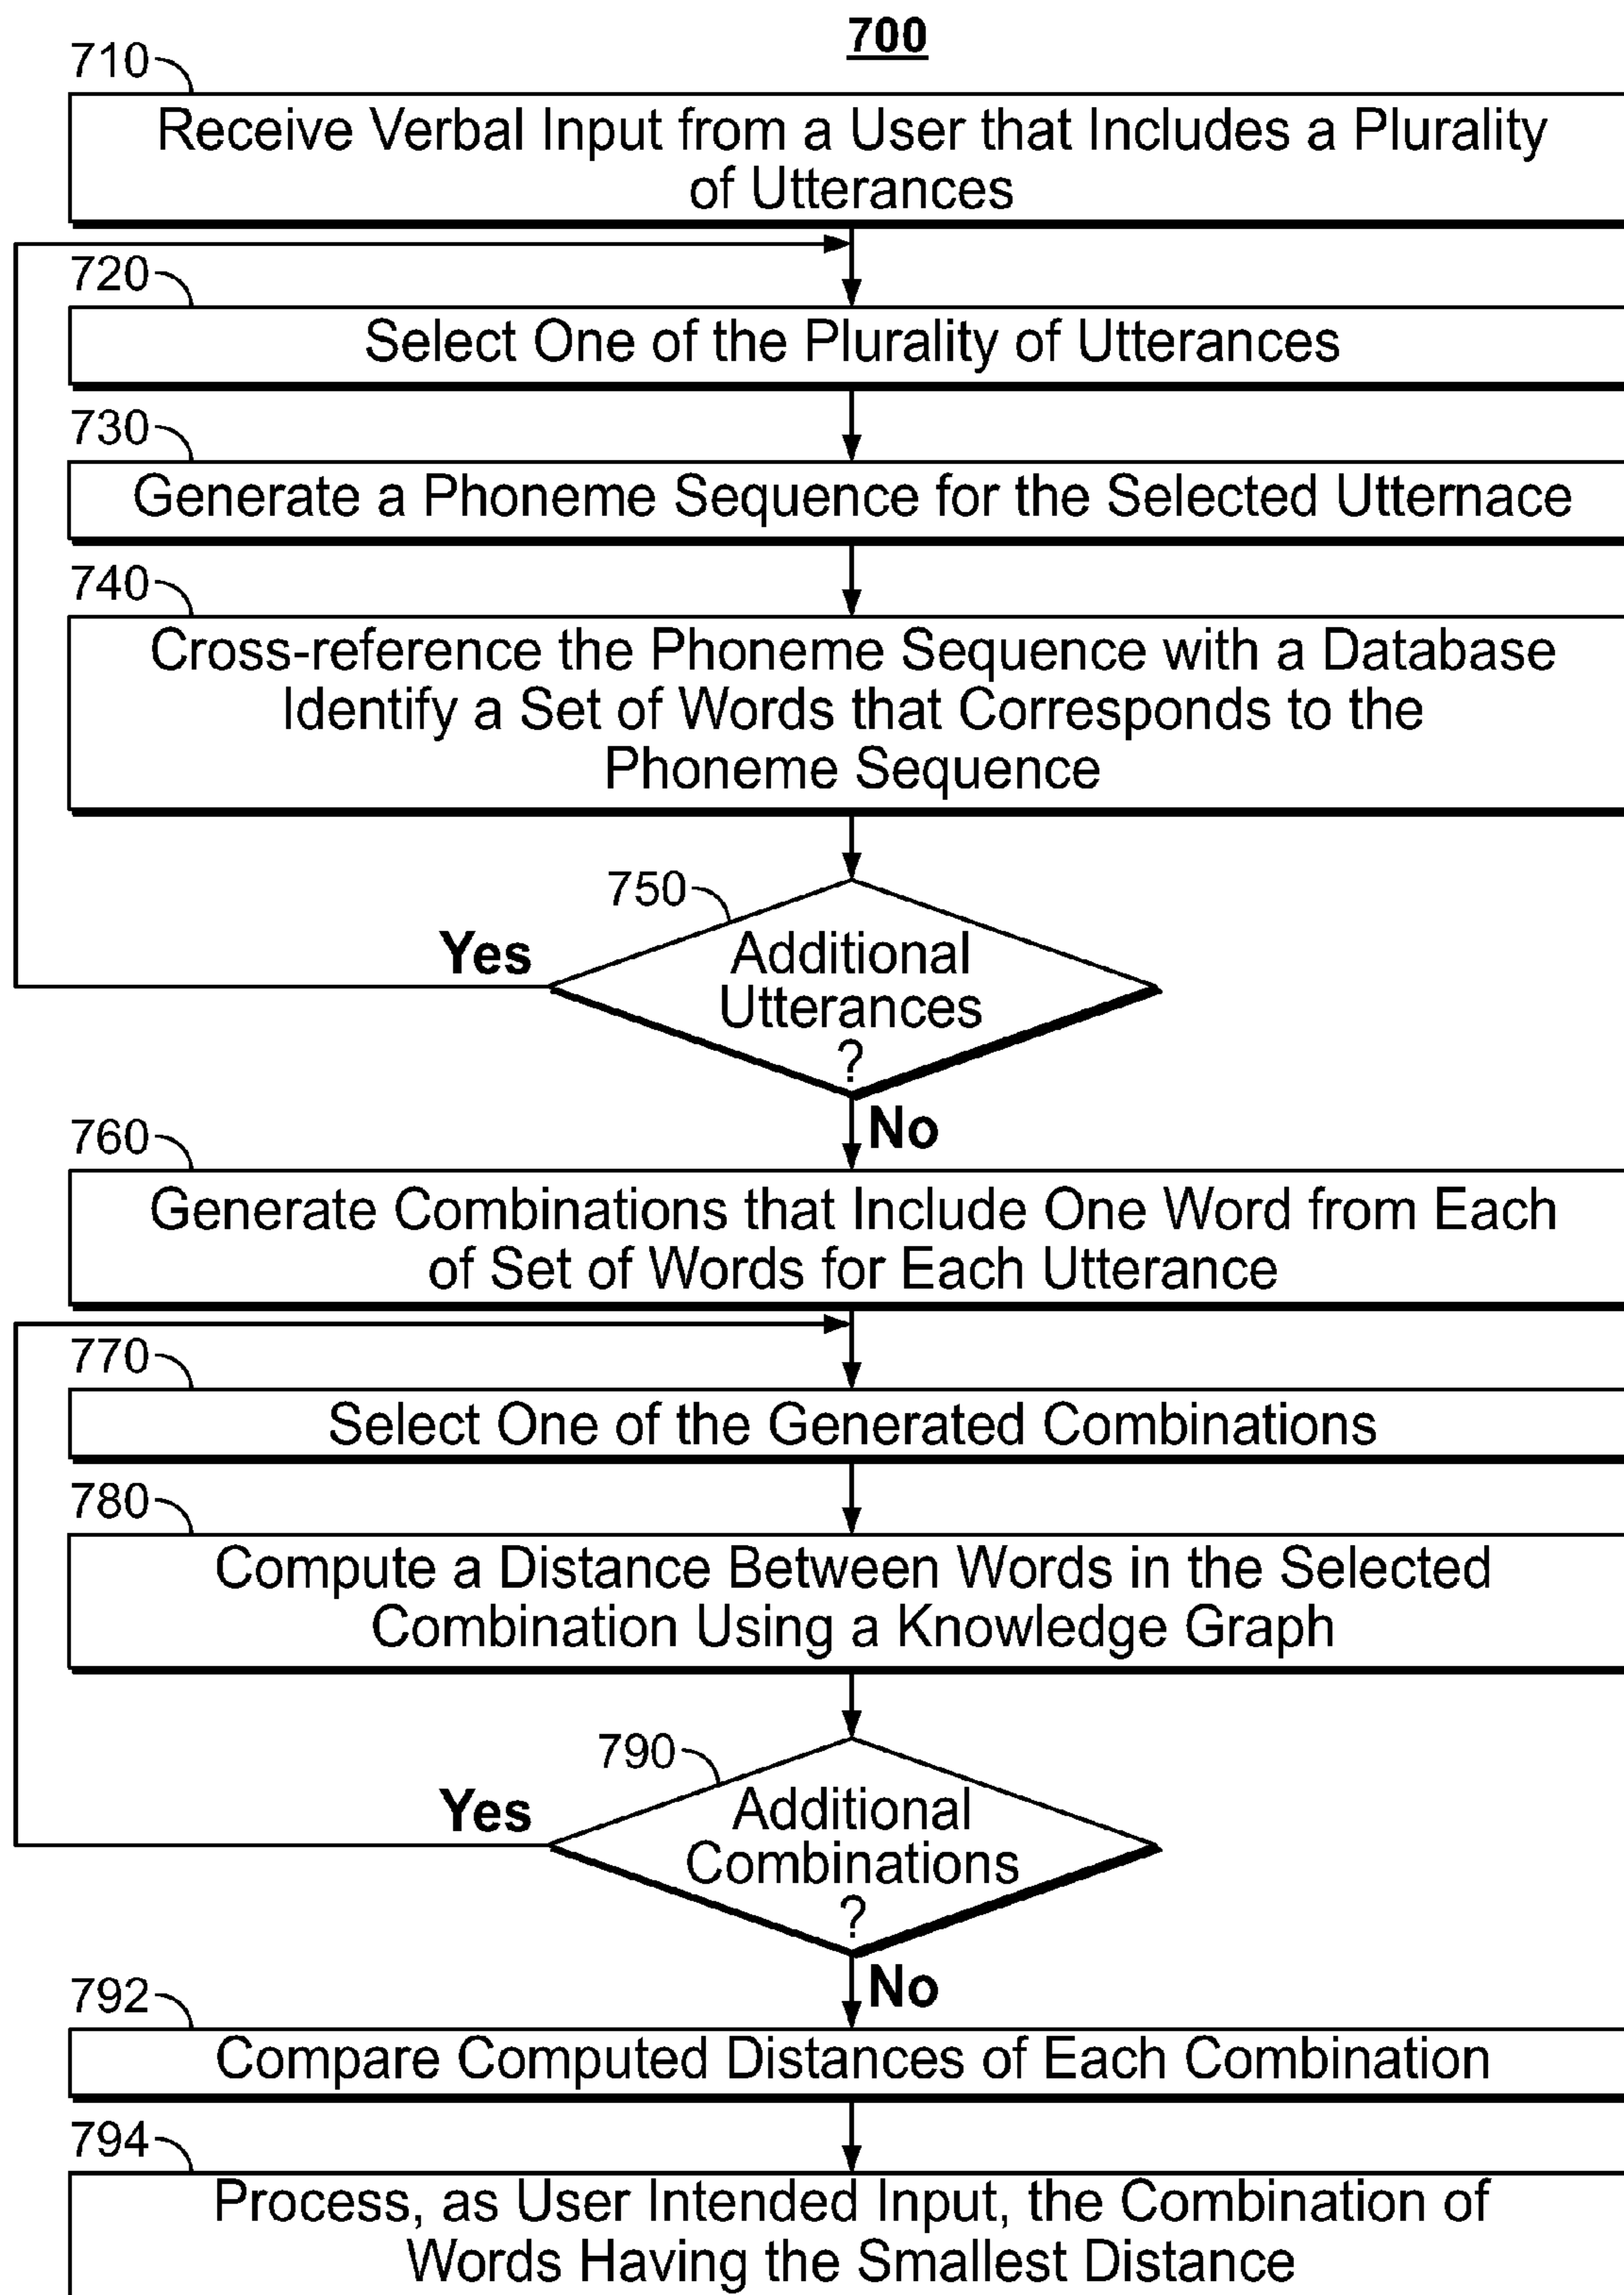 700
710
Receive Verbal Input from a User that Includes a Plurality
of Utterances
720
Select One of the Plurality of Utterances
730
Generate a Phoneme Sequence for the Selected Utternace
740
Cross-reference the Phoneme Sequence with a Database
Identify a Set of Words that Corresponds to the
Phoneme Sequence
750
Additional
Utterances
?
Yes
No
760
Generate Combinations that Include One Word from Each
of Set of Words for Each Utterance
770
Select One of the Generated Combinations
780
Compute a Distance Between Words in the Selected
Combination Using a Knowledge Graph
790
Additional
Combinations
?
Yes
No
792
Compare Computed Distances of Each Combination
794
Process, as User Intended Input, the Combination of
Words Having the Smallest Distance